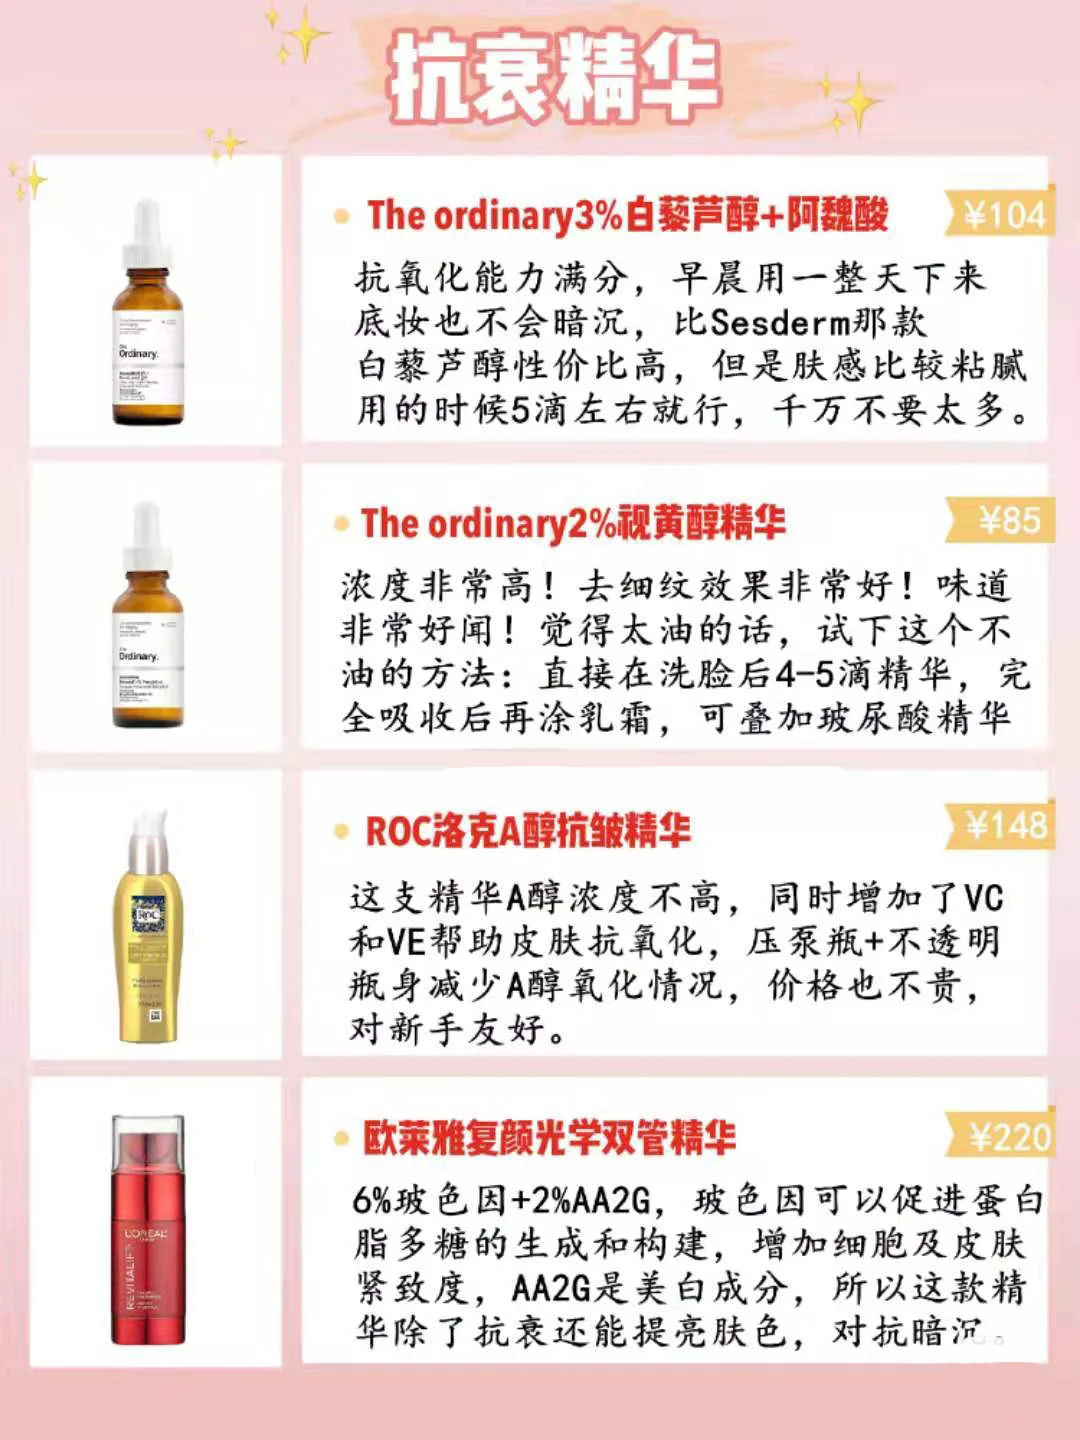 抗衰精华
The ordinary3%白藜芦醇+阿魏酸
¥104
抗氧化能力满分，早晨用一整天下来
底妆也不会暗沉，比Sesderm那款
白藜芦醇性价比高，但是肤感比较粘腻
用的时候5滴左右就行，千万不要太多。
Ordinary.
The ordinary2%视黄醇精华
¥85
浓度非常高！去细纹效果非常好！味道
非常好闻！觉得太油的话，试下这个不
油的方法：直接在洗脸后4-5滴精华，完
全吸收后再涂乳霜，可叠加玻尿酸精华
Ordinary.
ROC洛克A醇抗皱精华
¥148
这支精华A醇浓度不高，同时增加了VC
和VE帮助皮肤抗氧化，压泵瓶+不透明
瓶身减少A醇氧化情况，价格也不贵，
对新手友好。
ROC
欧莱雅复颜光学双管精华
¥220
6%玻色因+2%AA2G，玻色因可以促进蛋白
脂多糖的生成和构建，增加细胞及皮肤
紧致度，AA2G是美白成分，所以这款精
华除了抗衰还能提亮肤色，对抗暗沉。
L'OREAL
REVITALIFT